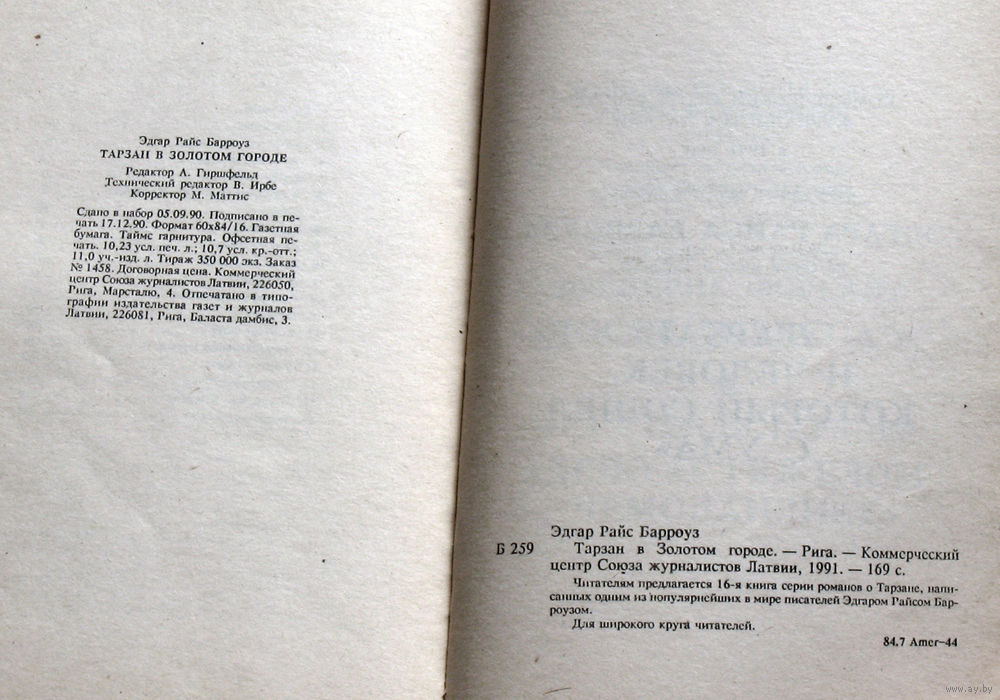 Эдгар Райс Барроуз
ТАРЗАН В ЗОЛОТОМ ГОРОДЕ
Редактор А. Гиршфельд
Технический редактор В. Ирбе
Корректор М. Маттис
Сдано в набор 05.09.90. Подписано в пе-
чать 17.12.90. Формат 60x84/16. Газетная
бумага. Таймс гарнитура. Офсетная пе-
чать. 10,23 усл. печ. л.; 10,7 усл. кр.-отт.;
11,0 уч.-изд. л. Тираж 350 000 экз. Заказ
№ 1458. Договорная цена. Коммерческий
центр Союза журналистов Латвии, 226050,
Рига, Марсталю, 4. Отпечатано в типо-
графии издательства газет и журналов
Латвии, 226081, Рига, Баласта дамбис, 3.
Эдгар Райс Барроуз
Б 259 Тарзан в Золотом городе. — Рига. — Коммерческий
центр Союза журналистов Латвии, 1991. — 169 с.
Читателям предлагается 16-я книга серии романов о Тарзане, напи-
санных одним из популярнейших в мире писателей Эдгаром Райсом Бар-
роузом.
Для широкого круга читателей.
84.7 Amer—44
www.ay.by